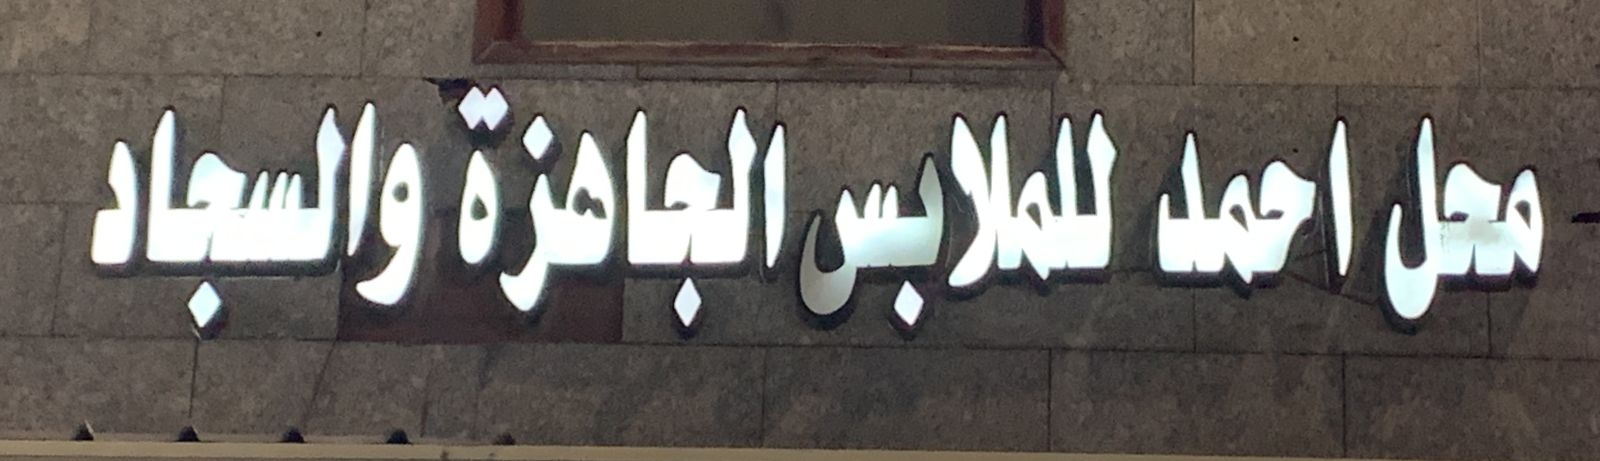 محل احمد للملابس الجاهزة والسجاد